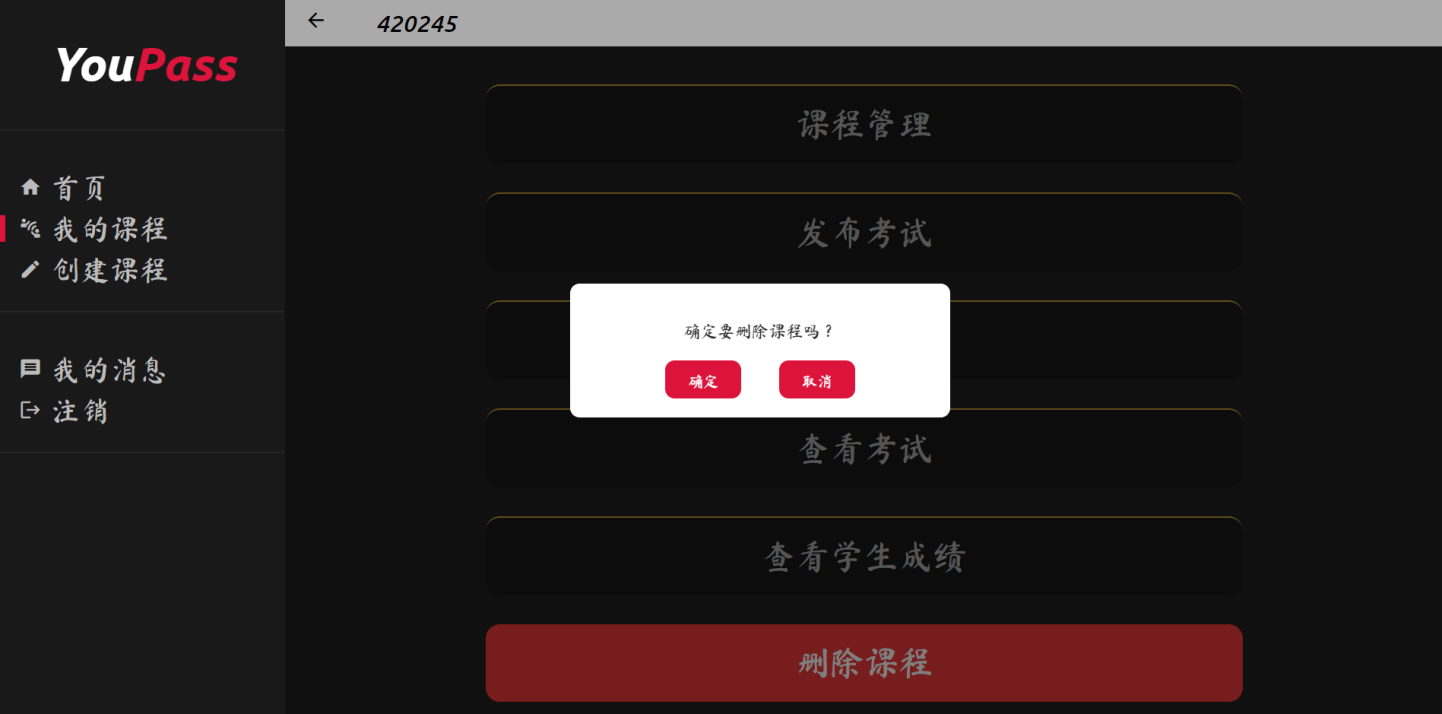 YouPass
首页
我的课程
创建课程
我的消息
注销
420245
课程管理
发布考试
确定要删除课程吗？
确定
取消
查看考试
查看学生成绩
删除课程